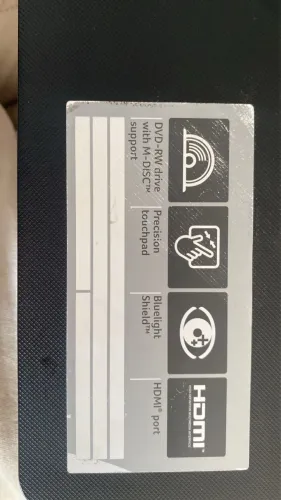 DVD-RW drive
with M-DISC™
support
Precision
touchpad
Bluelight
Shield™
HDMI
HDMI® port